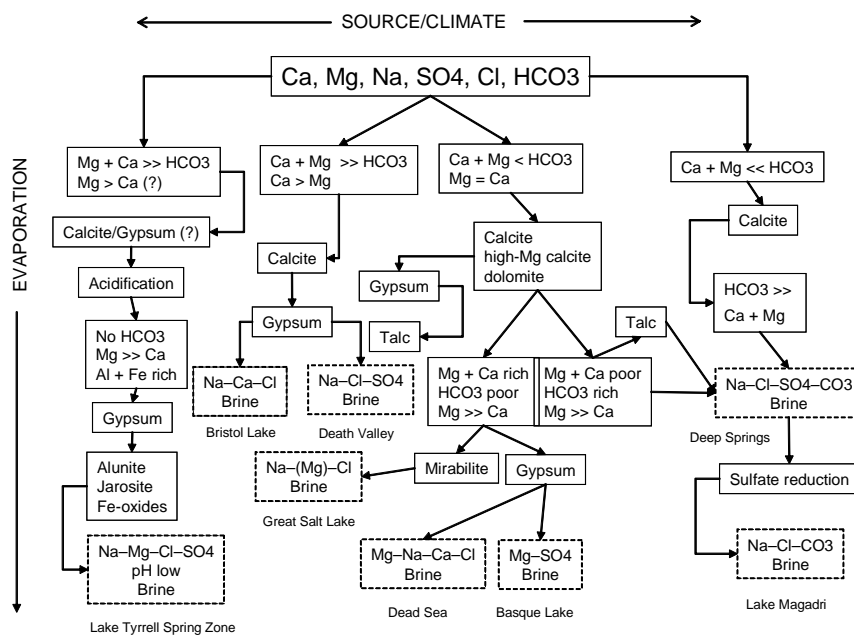 SOURCE/CLIMATE
EVAPORATION
Ca, Mg, Na, SO4, Cl, HCO3
Mg + Ca >> HCO3
Mg > Ca (?)
Ca + Mg >> HCO3
Ca > Mg
Ca + Mg < HCO3
Mg = Ca
Ca + Mg << HCO3
Calcite/Gypsum (?)
Acidification
No HCO3
Mg >> Ca
Al + Fe rich
Gypsum
Alunite
Jarosite
Fe-oxides
Na–Mg–Cl–SO4
pH low
Brine
Lake Tyrrell Spring Zone
Calcite
Gypsum
Na–Ca–Cl
Brine
Bristol Lake
Na–Cl–SO4
Brine
Death Valley
Calcite
high-Mg calcite
dolomite
Gypsum
Talc
Mg + Ca rich
HCO3 poor
Mg >> Ca
Mg + Ca poor
HCO3 rich
Mg >> Ca
Talc
Mirabilite
Gypsum
Na–(Mg)–Cl
Brine
Great Salt Lake
Mg–Na–Ca–Cl
Brine
Dead Sea
Mg–SO4
Brine
Basque Lake
Calcite
HCO3 >>
Ca + Mg
Na–Cl–SO4–CO3
Brine
Deep Springs
Sulfate reduction
Na–Cl–CO3
Brine
Lake Magadri